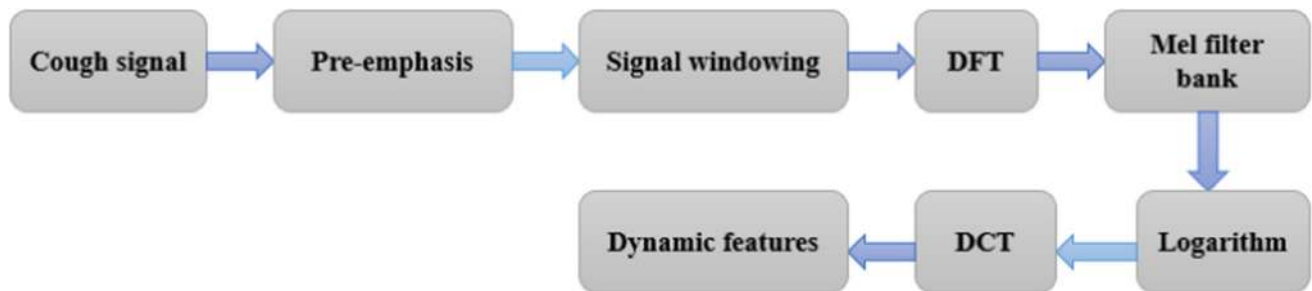 Cough signal
Pre-emphasis
Signal windowing
DFT
Mel filter
bank
Logarithm
DCT
Dynamic features